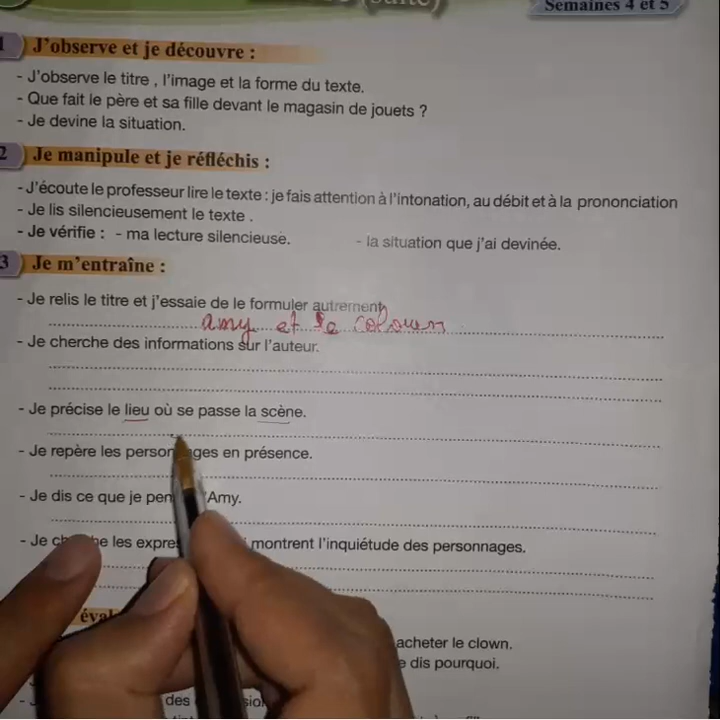 (suite)
Semaines 4 et 5
1 J'observe et je découvre :
- J'observe le titre , l'image et la forme du texte.
- Que fait le père et sa fille devant le magasin de jouets ?
- Je devine la situation.
2 Je manipule et je réfléchis :
- J'écoute le professeur lire le texte : je fais attention à l'intonation, au débit et à la prononciation
- Je lis silencieusement le texte .
- Je vérifie : - ma lecture silencieuse. - la situation que j'ai devinée.
3 Je m'entraîne :
- Je relis le titre et j'essaie de le formuler autrement.
amy et le
- Je cherche des informations sur l'auteur.
- Je précise le lieu où se passe la scène.
- Je repère les personnages en présence.
- Je dis ce que je Amy.
- Je les montrent l'inquiétude des personnages.
acheter le clown.
dis pourquoi.
des